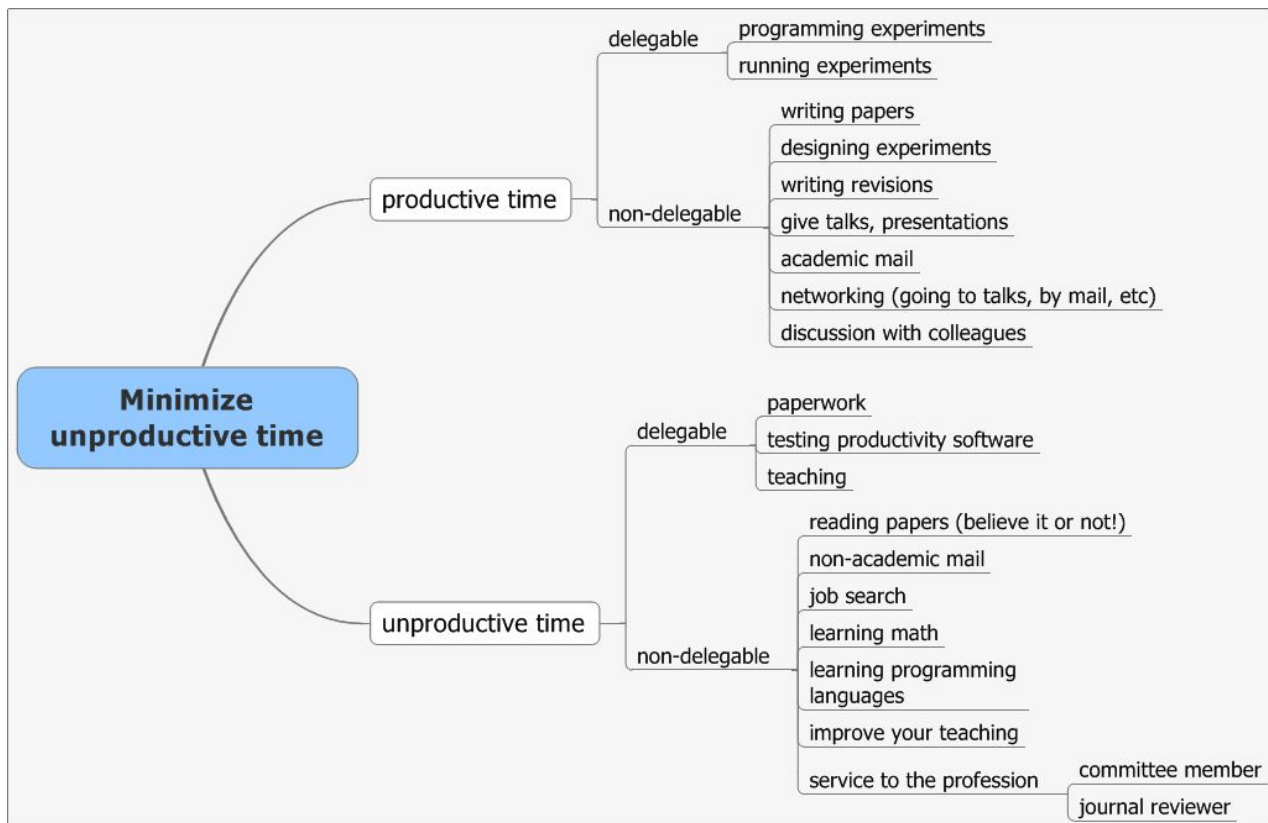 Minimize
unproductive time
productive time
delegable
programming experiments
running experiments
non-delegable
writing papers
designing experiments
writing revisions
give talks, presentations
academic mail
networking (going to talks, by mail, etc)
discussion with colleagues
unproductive time
delegable
paperwork
testing productivity software
teaching
non-delegable
reading papers (believe it or not!)
non-academic mail
job search
learning math
learning programming
languages
improve your teaching
service to the profession
committee member
journal reviewer